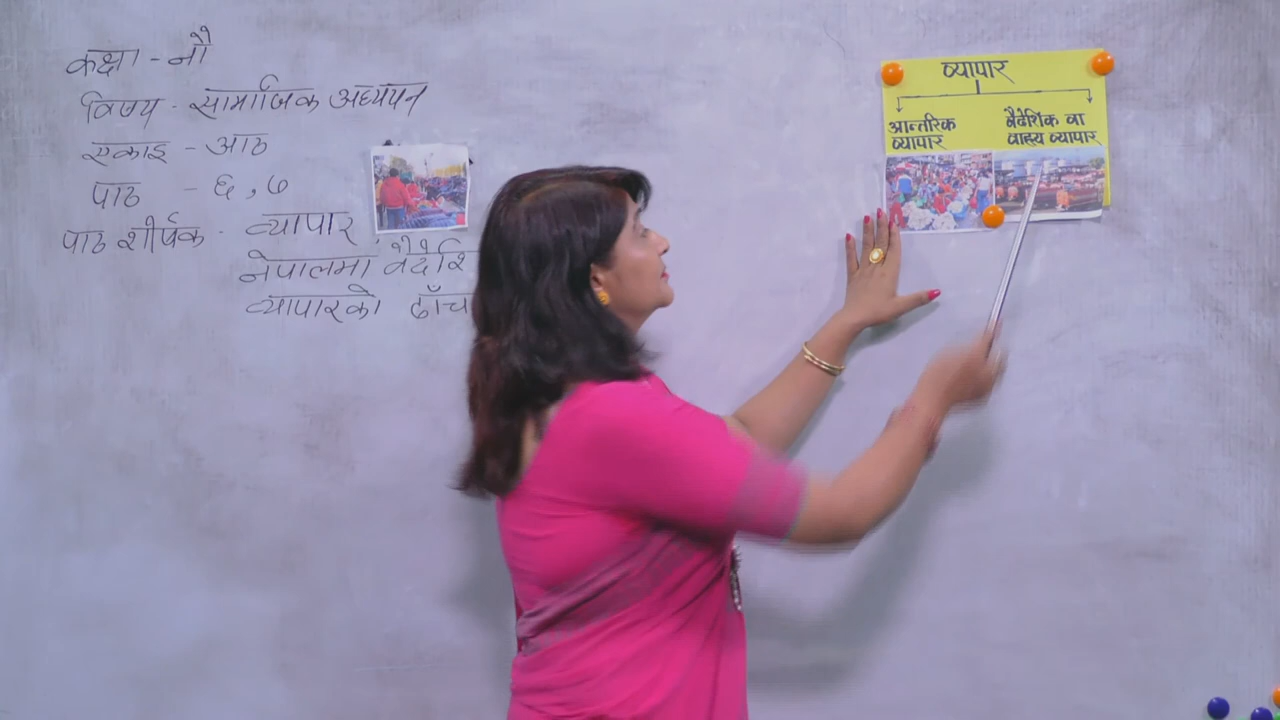 कक्षा - नौ
विषय - सामाजिक अध्ययन
एकाइ - आठ
पाठ - ६, ७
पाठ शीर्षक - व्यापार
नेपालमा वैदेशि
व्यापारको ढाँचा
व्यापार
आन्तरिक
व्यापार
वैदेशिक वा
वाह्य व्यापार